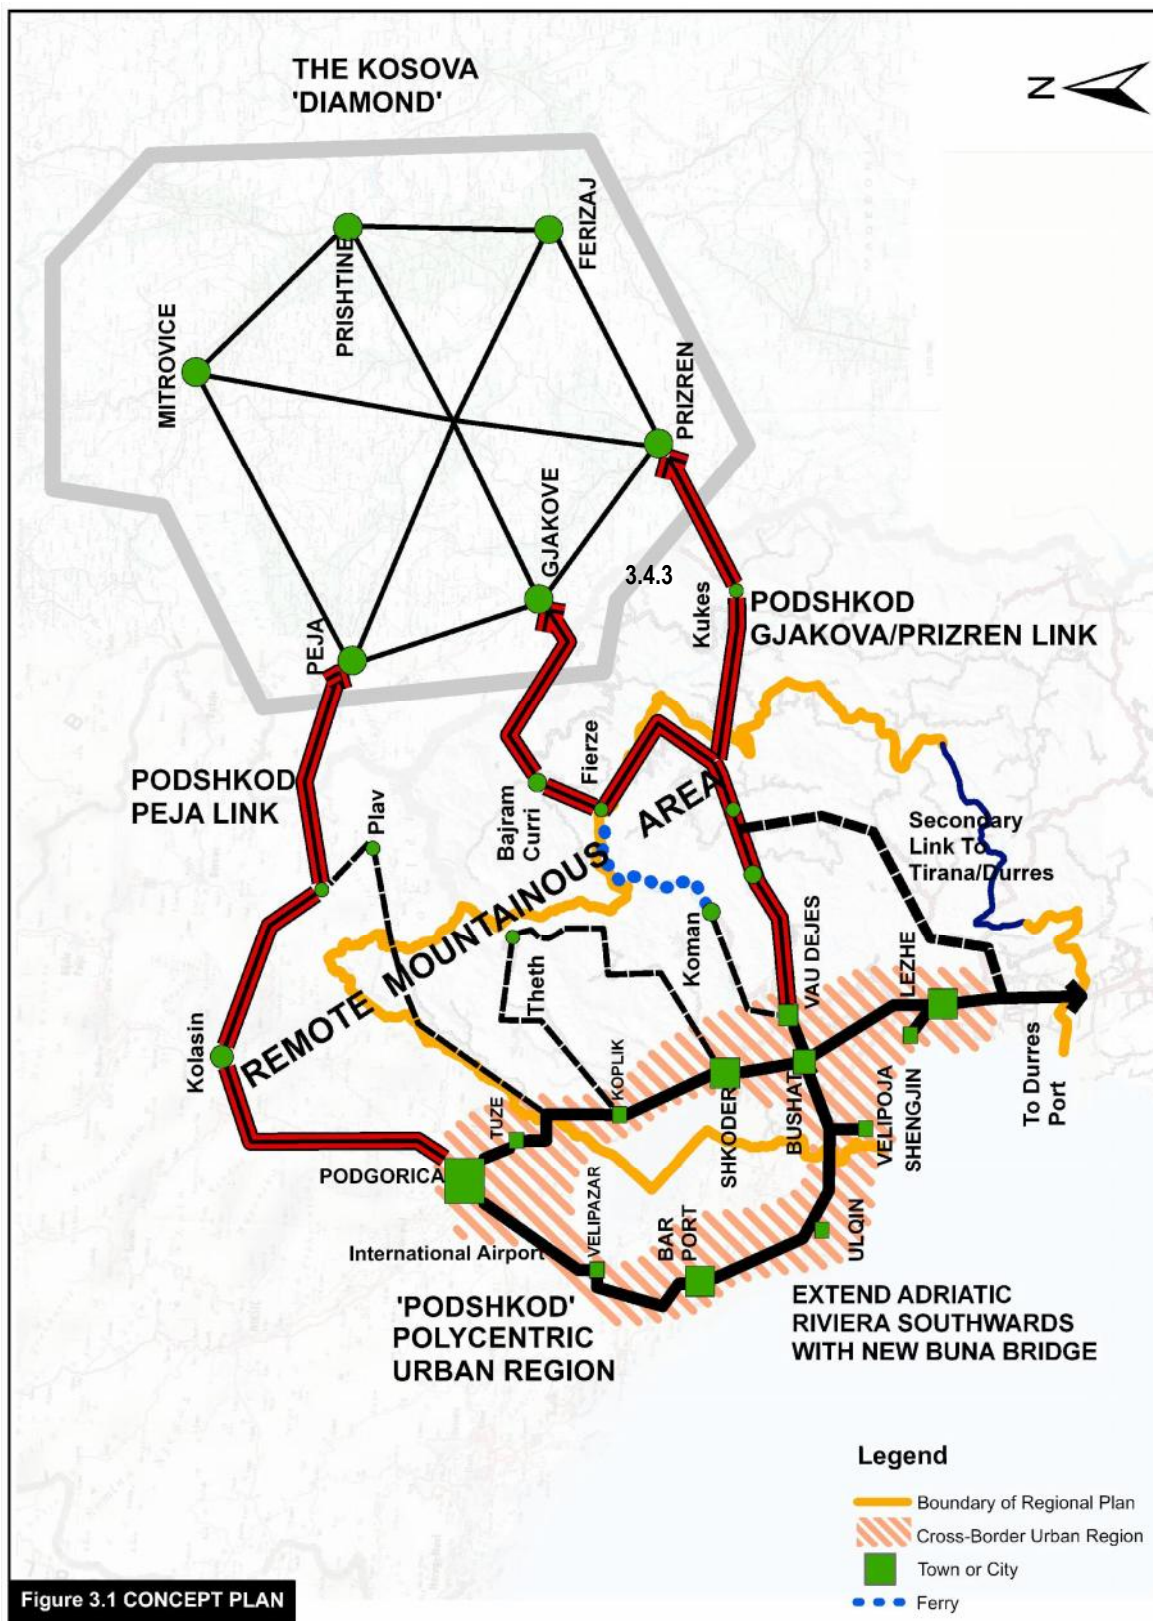 THE KOSOVA
'DIAMOND'
N
MITROVICE
PRISHTINE
FERIZAJ
PRIZREN
GJAKOVE
PEJA
3.4.3
Kukes
PODSHKOD
GJAKOVA/PRIZREN LINK
PODSHKOD
PEJA LINK
Plav
Bajram
Curri
Fierze
REMOTE MOUNTAINOUS AREA
Secondary
Link To
Tirana/Durres
Kolasin
Theth
Koman
VAU DEJES
LEZHE
TUZE
KOPLIK
SHKODER
BUSHAT
VELIPOJA
SHENGJIN
To Durres
Port
PODGORICA
International Airport
VELIPAZAR
BAR
PORT
ULQIN
'PODSHKOD'
POLYCENTRIC
URBAN REGION
EXTEND ADRIATIC
RIVIERA SOUTHWARDS
WITH NEW BUNA BRIDGE
Legend
Boundary of Regional Plan
Cross-Border Urban Region
Town or City
Ferry
Figure 3.1 CONCEPT PLAN